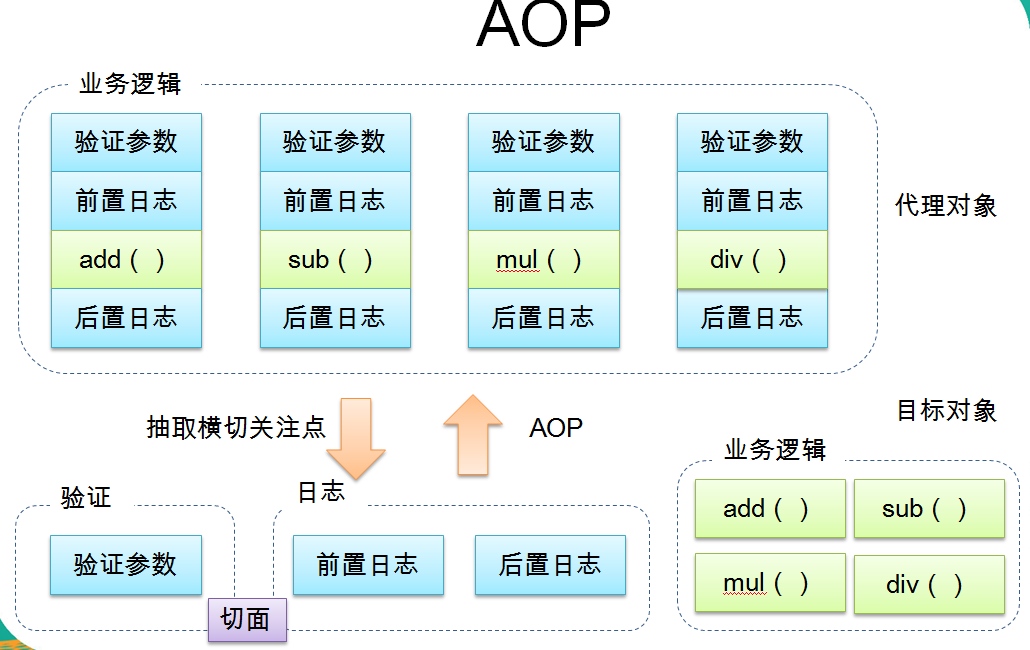 AOP
业务逻辑
验证参数 验证参数 验证参数 验证参数
前置日志 前置日志 前置日志 前置日志
add（ ） sub（ ） mul（ ） div（ ）
后置日志 后置日志 后置日志 后置日志
代理对象
抽取横切关注点
AOP
目标对象
业务逻辑
add（ ） sub（ ）
mul（ ） div（ ）
验证
验证参数
日志
前置日志 后置日志
切面